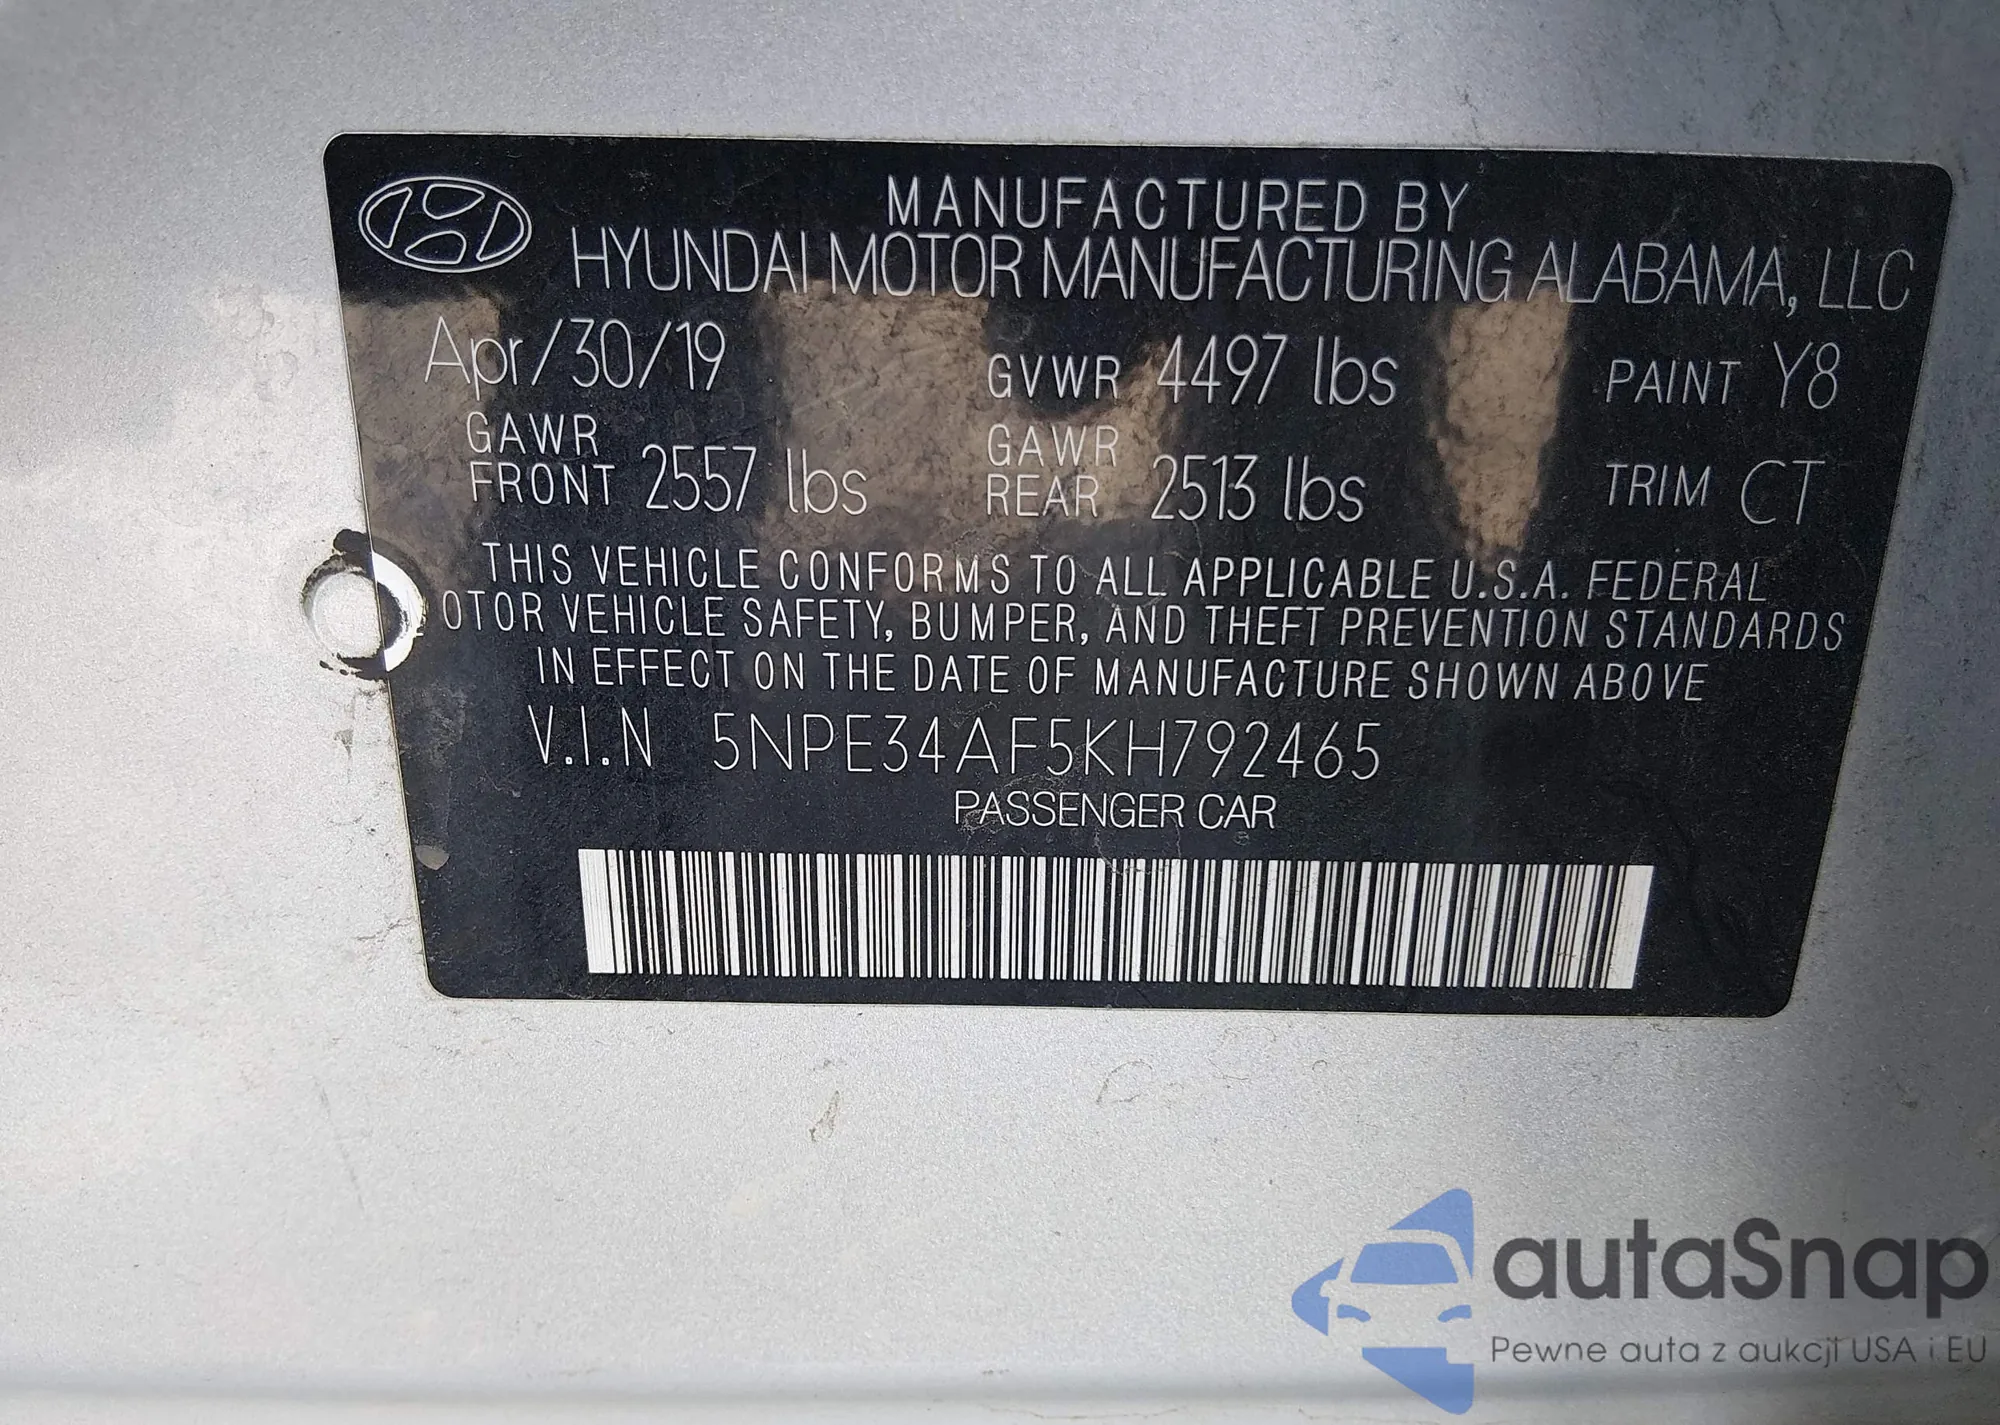 MANUFACTURED BY
HYUNDAI MOTOR MANUFACTURING ALABAMA, LLC
Apr/30/19 GVWR 4497 lbs PAINT Y8
GAWR FRONT 2557 lbs GAWR REAR 2513 lbs TRIM CT
THIS VEHICLE CONFORMS TO ALL APPLICABLE U.S.A. FEDERAL
OTOR VEHICLE SAFETY, BUMPER, AND THEFT PREVENTION STANDARDS
IN EFFECT ON THE DATE OF MANUFACTURE SHOWN ABOVE
V.I.N 5NPE34AF5KH792465
PASSENGER CAR
autaSnap
Pewne auta z aukcji USA i EU